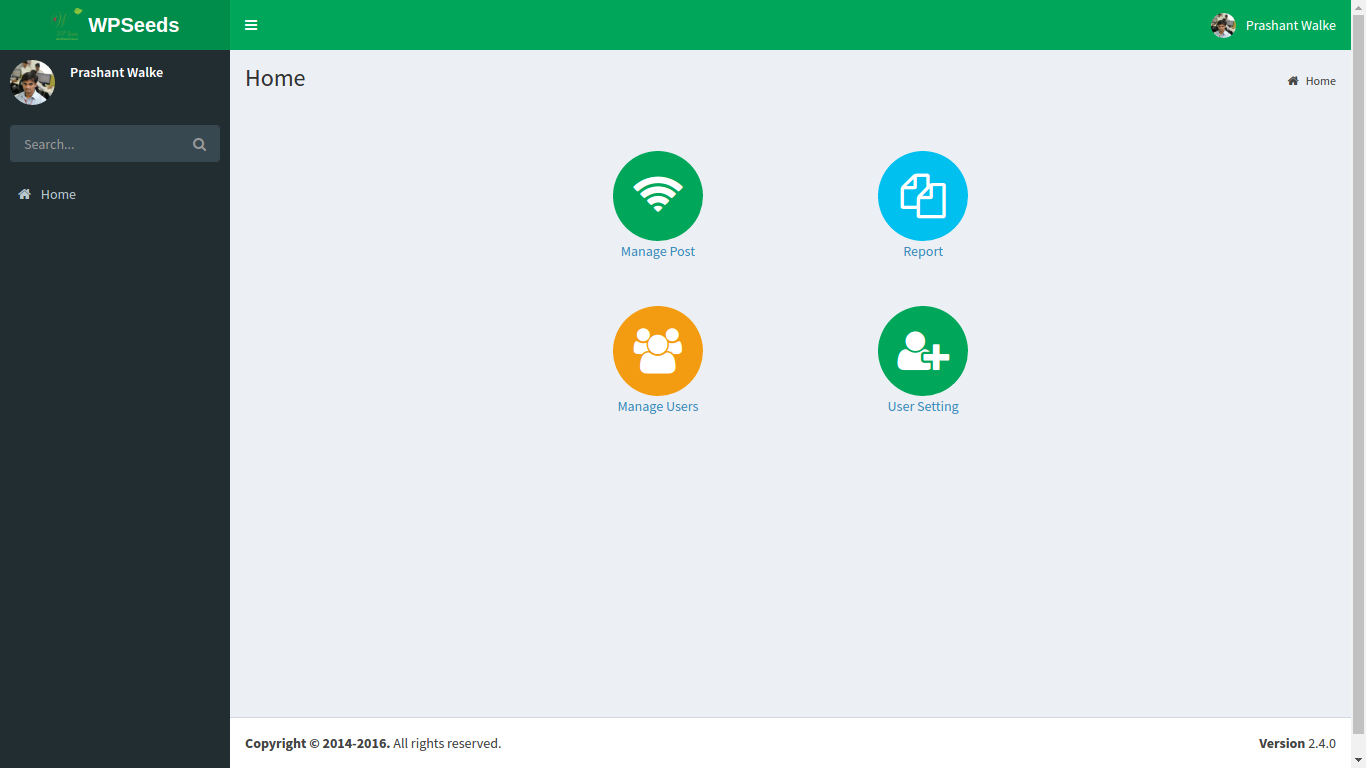 WPSeeds
Prashant Walke
Prashant Walke
Search...
Home
Home
Home
Manage Post
Report
Manage Users
User Setting
Copyright © 2014-2016. All rights reserved.
Version 2.4.0